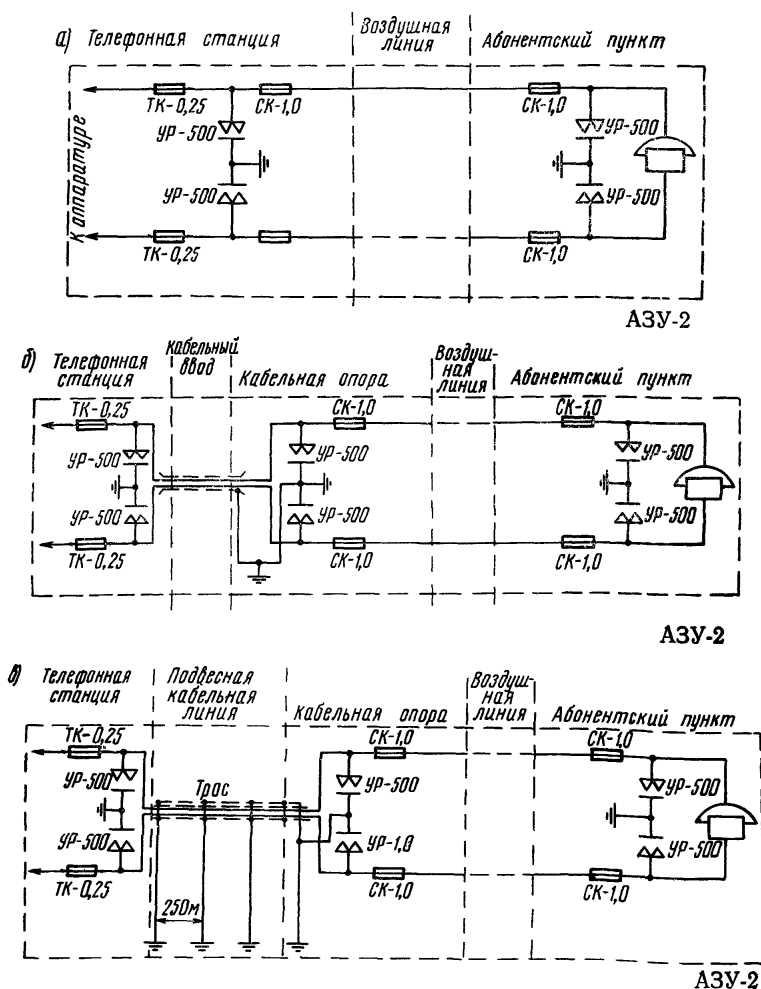 а) Телефонная станция
Воздушная
линия
Абонентский пункт
ТК-0,25
СК-1,0
СК-1,0
УР-500
УР-500
К аппаратуре
УР-500
УР-500
ТК-0,25
СК-1,0
АЗУ-2
б) Телефонная
станция
Кабельный
ввод
Кабельная опора
Воздуш-
ная
линия
Абонентский пункт
ТК-0,25
СК-1,0
СК-1,0
УР-500
УР-500
УР-500
УР-500
УР-500
УР-500
ТК-0,25
СК-1,0
СК-1,0
АЗУ-2
в) Телефонная
станция
Подвесная
кабельная
линия
Кабельная опора
Воздуш-
ная
линия
Абонентский пункт
ТК-0,25
СК-1,0
СК-1,0
УР-500
Трос
УР-500
УР-500
УР-500
УР-1,0
УР-500
ТК-0,25
СК-1,0
СК-1,0
250м
АЗУ-2